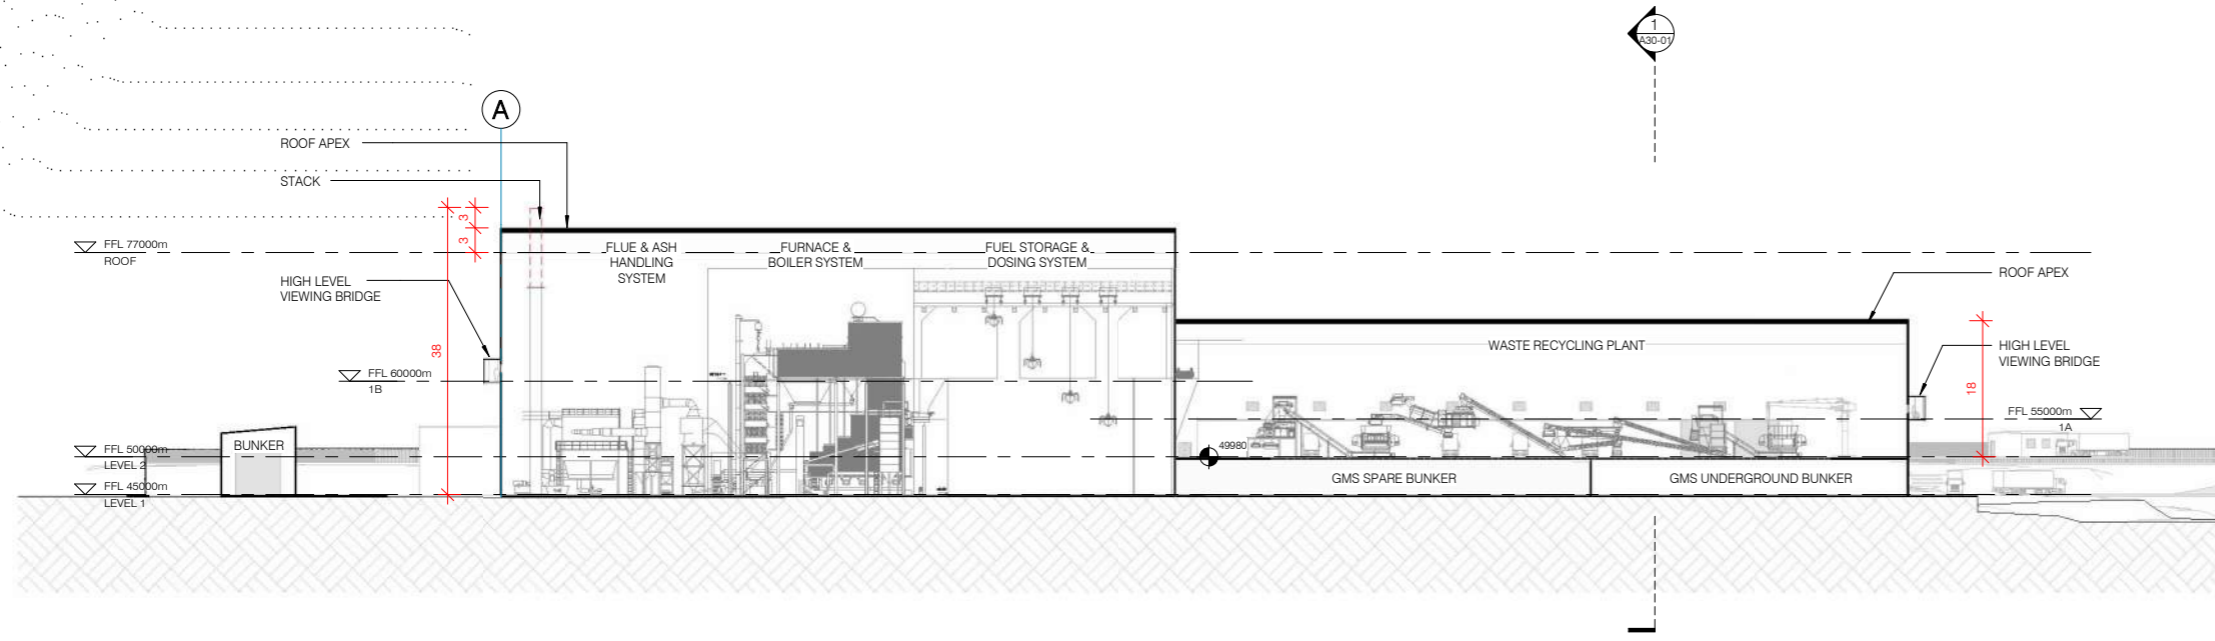 1
A30-01
A
ROOF APEX
STACK
3
3
FFL 77000m
ROOF
FLUE & ASH
HANDLING
SYSTEM
FURNACE &
BOILER SYSTEM
FUEL STORAGE &
DOSING SYSTEM
HIGH LEVEL
VIEWING BRIDGE
ROOF APEX
38
WASTE RECYCLING PLANT
HIGH LEVEL
VIEWING BRIDGE
FFL 60000m
1B
18
FFL 55000m
1A
BUNKER
FFL 50000m
LEVEL 2
49980
GMS SPARE BUNKER
GMS UNDERGROUND BUNKER
FFL 45000m
LEVEL 1